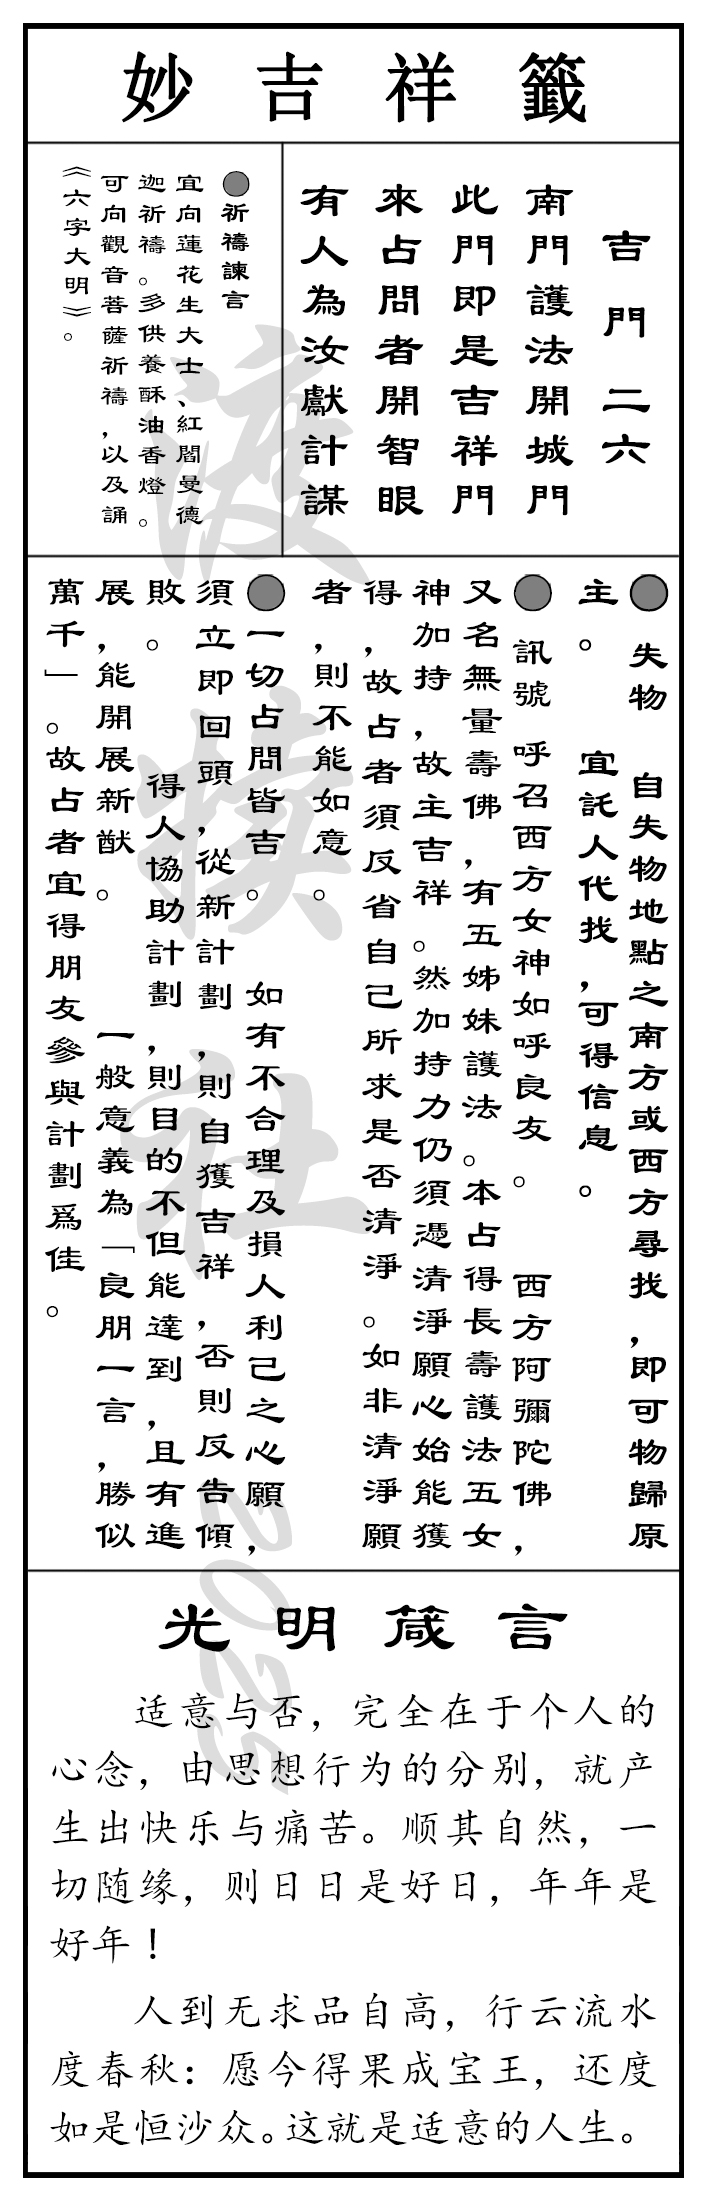 妙吉祥籤
吉門二六
南門護法開城門
此門即是吉祥門
來占問者開智眼
有人為汝獻計謀
●祈禱諫言
宜向蓮花生大士、紅閻曼德
迦祈禱。多供養酥油香燈。
可向觀音菩薩祈禱，以及誦
《六字大明》。
●失物　自失物地點之南方或西方尋找，即可物歸原
主。　宜託人代找，可得信息。
●訊號　呼召西方女神如呼良友。　西方阿彌陀佛，
又名無量壽佛，有五姊妹護法。本占得長壽護法五女
神加持，故主吉祥。然加持力仍須憑清淨願心始能獲
得，故占者須反省自己所求是否清淨。如非清淨願
者，則不能如意。
●一切占問皆吉。　如有不合理及損人利己之心願，
須立即回頭，從新計劃，則自獲吉祥，否則反告傾
敗。　得人協助計劃，則目的不但能達到，且有進
展，能開展新猷。　一般意義為「良朋一言，勝似
萬千」。故占者宜得朋友參與計劃爲佳。
渡犢社2025
光明箴言
适意与否，完全在于个人的
心念，由思想行为的分别，就产
生出快乐与痛苦。顺其自然，一
切随缘，则日日是好日，年年是
好年！
人到无求品自高，行云流水
度春秋：愿今得果成宝王，还度
如是恒沙众。这就是适意的人生。